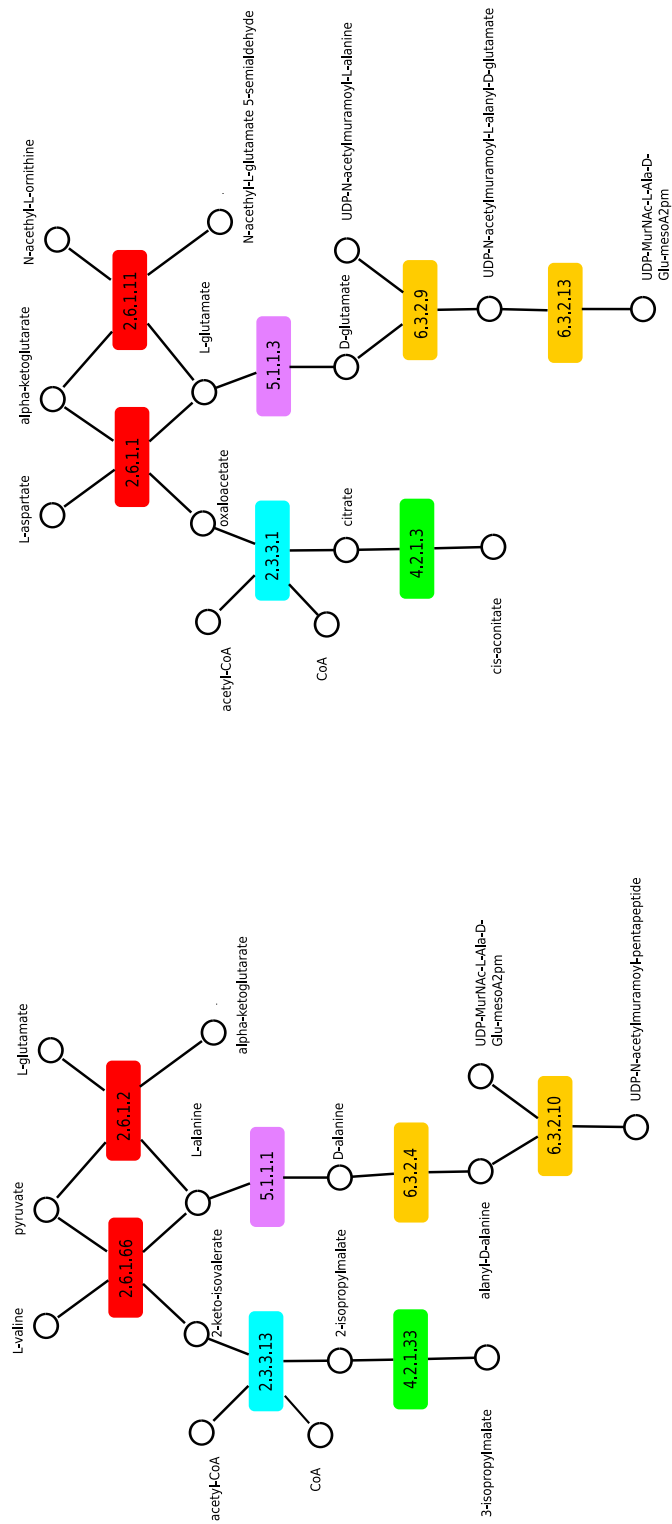 L-valine
pyruvate
L-glutamate
2.6.1.66
2.6.1.2
alpha-ketoglutarate
acetyl-CoA
2-keto-isovalerate
L-alanine
2.3.3.13
5.1.1.1
CoA
2-isopropylmalate
D-alanine
4.2.1.33
6.3.2.4
3-isopropylmalate
alanyl-D-alanine
UDP-MurNAc-L-Ala-D-
Glu-mesoA2pm
6.3.2.10
UDP-N-acetylmuramoyl-pentapeptide
L-aspartate
alpha-ketoglutarate
N-acethyl-L-ornithine
2.6.1.1
2.6.1.11
N-acethyl-L-glutamate 5-semialdehyde
acetyl-CoA
oxaloacetate
L-glutamate
2.3.3.1
5.1.1.3
CoA
citrate
D-glutamate
UDP-N-acetylmuramoyl-L-alanine
4.2.1.3
6.3.2.9
cis-aconitate
UDP-N-acetylmuramoyl-L-alanyl-D-glutamate
6.3.2.13
UDP-MurNAc-L-Ala-D-
Glu-mesoA2pm